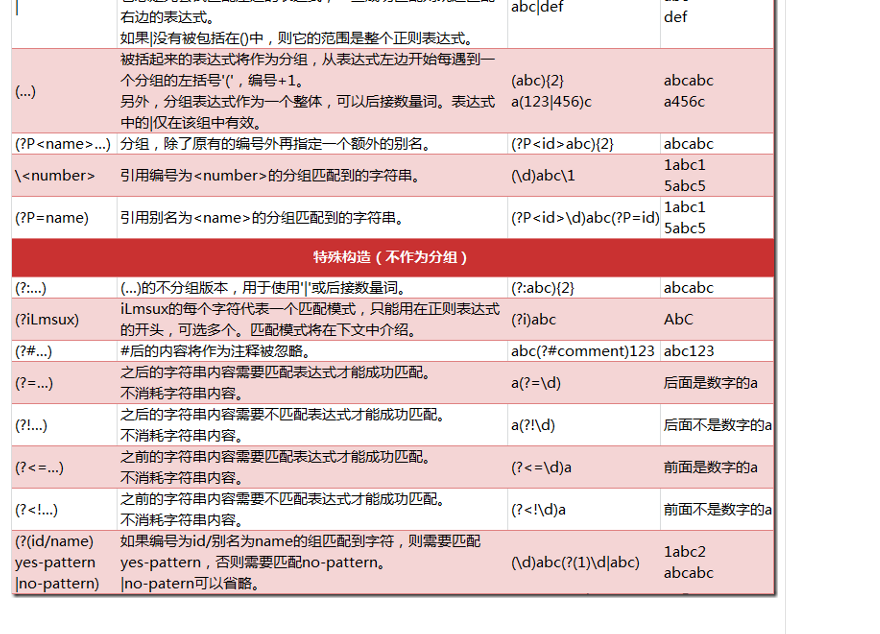 |
右边的表达式。
如果|没有被包括在()中，则它的范围是整个正则表达式。
abc|def
def
(...)
被括起来的表达式将作为分组，从表达式左边开始每遇到一
个分组的左括号'('，编号+1。
另外，分组表达式作为一个整体，可以后接数量词。表达式
中的|仅在该组中有效。
(abc){2}
a(123|456)c
abcabc
a456c
(?P<name>...)
分组，除了原有的编号外再指定一个额外的别名。
(?P<id>abc){2}
abcabc
\<number>
引用编号为<number>的分组匹配到的字符串。
(\d)abc\1
1abc1
5abc5
(?P=name)
引用别名为<name>的分组匹配到的字符串。
(?P<id>\d)abc(?P=id)
1abc1
5abc5
特殊构造（不作为分组）
(?:...)
(...)的不分组版本，用于使用'|'或后接数量词。
(?:abc){2}
abcabc
(?iLmsux)
iLmsux的每个字符代表一个匹配模式，只能用在正则表达式
的开头，可选多个。匹配模式将在下文中介绍。
(?i)abc
AbC
(?#...)
#后的内容将作为注释被忽略。
abc(?#comment)123
abc123
(?=...)
之后的字符串内容需要匹配表达式才能成功匹配。
不消耗字符串内容。
a(?=\d)
后面是数字的a
(?!...)
之后的字符串内容需要不匹配表达式才能成功匹配。
不消耗字符串内容。
a(?!\d)
后面不是数字的a
(?<=...)
之前的字符串内容需要匹配表达式才能成功匹配。
不消耗字符串内容。
(?<=\d)a
前面是数字的a
(?<!...)
之前的字符串内容需要不匹配表达式才能成功匹配。
不消耗字符串内容。
(?<!\d)a
前面不是数字的a
(?(id/name)
yes-pattern
|no-pattern)
如果编号为id/别名为name的组匹配到字符，则需要匹配
yes-pattern，否则需要匹配no-pattern。
|no-patern可以省略。
(\d)abc(?(1)\d|abc)
1abc2
abcabc